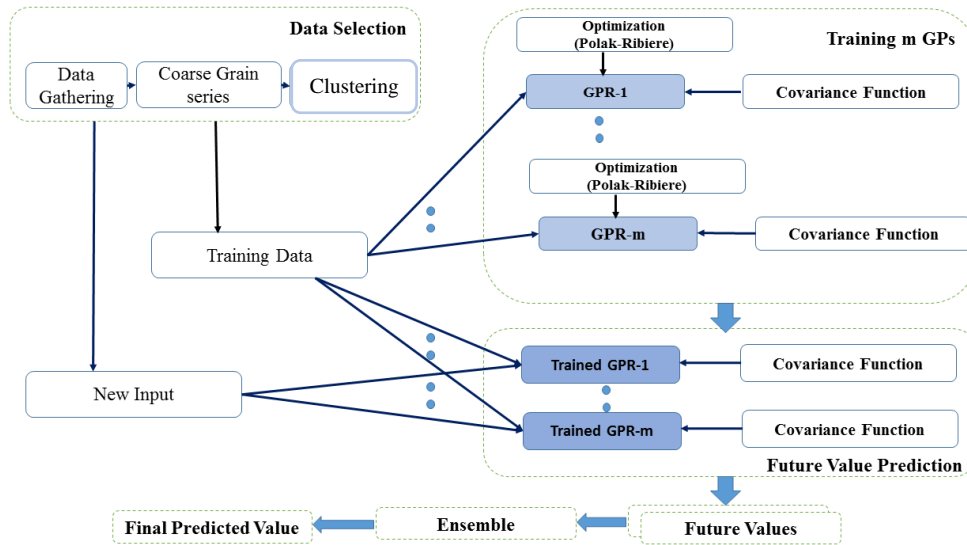 Data Selection
Data
Gathering
Coarse Grain
series
Clustering
Optimization
(Polak-Ribiere)
Training m GPs
GPR-1
Covariance Function
Optimization
(Polak-Ribiere)
GPR-m
Covariance Function
Training Data
Trained GPR-1
Covariance Function
New Input
Trained GPR-m
Covariance Function
Future Value Prediction
Final Predicted Value
Ensemble
Future Values